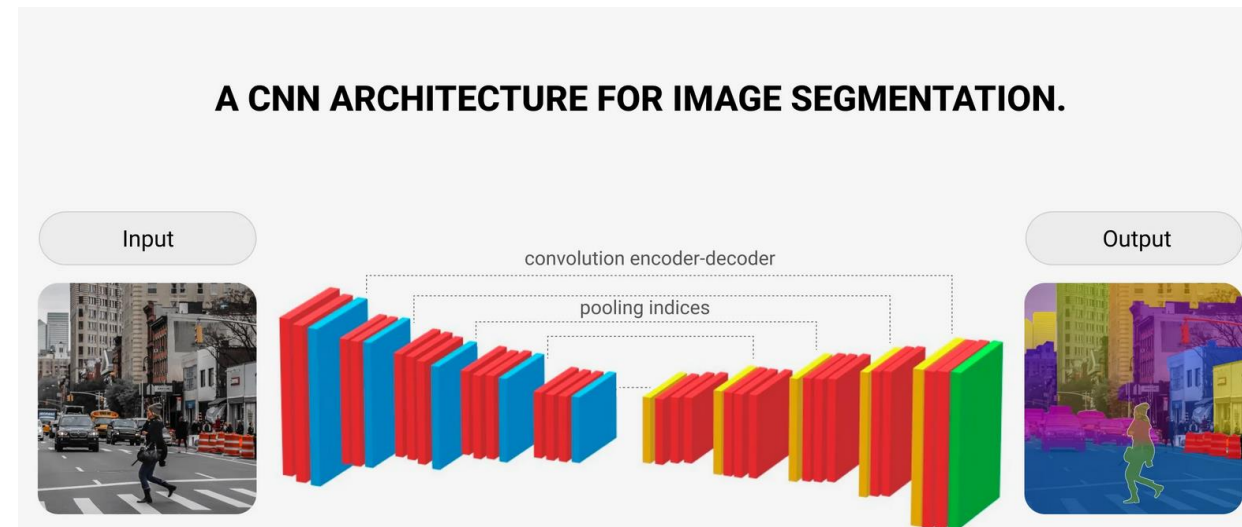 A CNN ARCHITECTURE FOR IMAGE SEGMENTATION.
Input
Output
convolution encoder-decoder
pooling indices